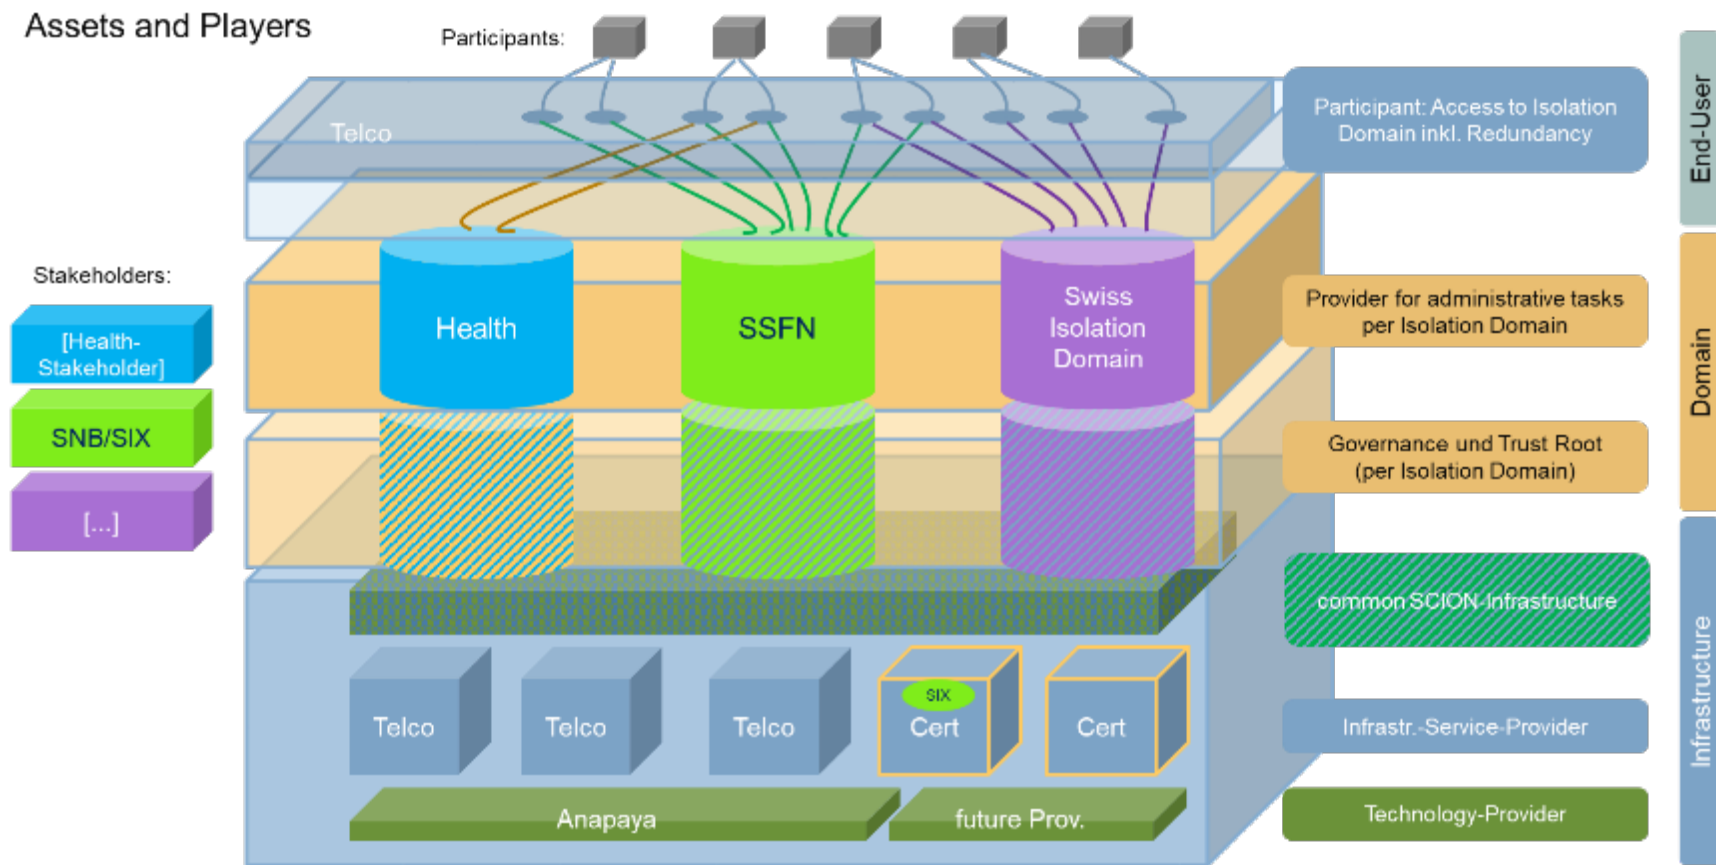 Assets and Players
Participants:
Telco
Participant: Access to Isolation
Domain inkl. Redundancy
End-User
Stakeholders:
[Health-
Stakeholder]
SNB/SIX
[...]
Health
SSFN
Swiss
Isolation
Domain
Provider for administrative tasks
per Isolation Domain
Governance und Trust Root
(per Isolation Domain)
Domain
common SCION-Infrastructure
Telco
Telco
Telco
SIX
Cert
Cert
Infrastr.-Service-Provider
Anapaya
future Prov.
Technology-Provider
Infrastructure